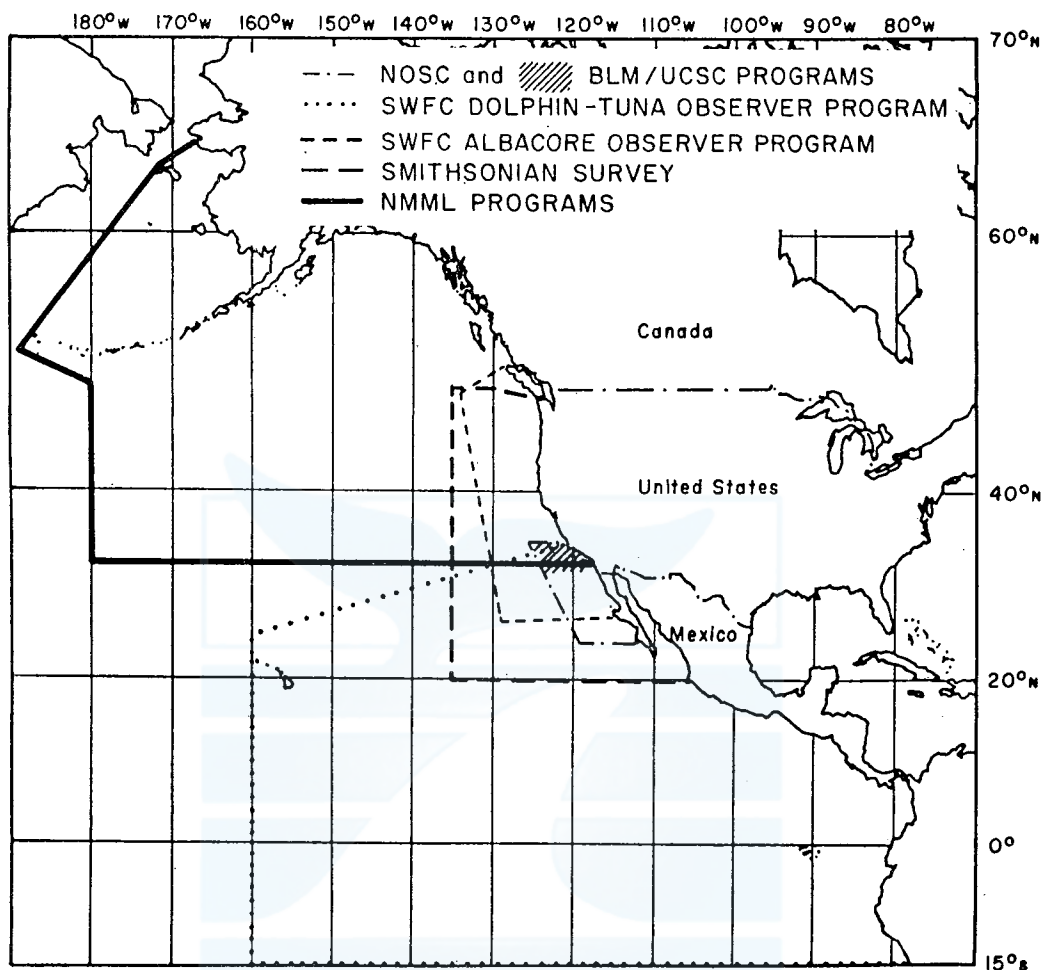 180°W 170°W 160°W 150°W 140°W 130°W 120°W 110°W 100°W 90°W 80°W
70°N
NOSC and BLM/UCSC PROGRAMS
SWFC DOLPHIN-TUNA OBSERVER PROGRAM
SWFC ALBACORE OBSERVER PROGRAM
SMITHSONIAN SURVEY
NMML PROGRAMS
60°N
Canada
United States
40°N
Mexico
20°N
0°
15°S